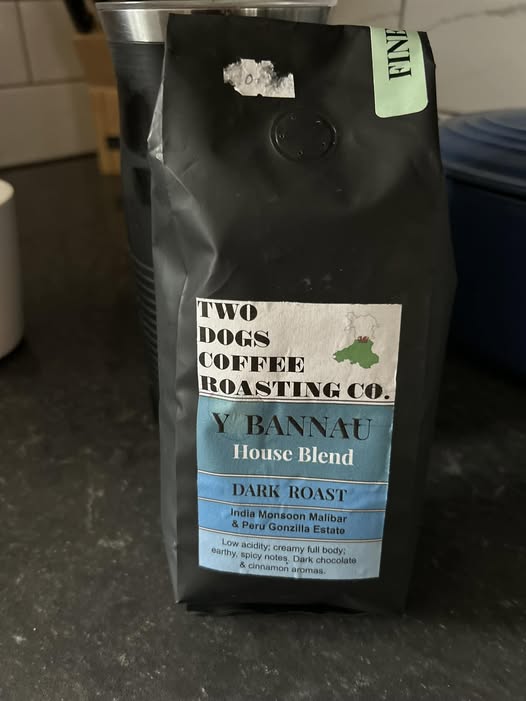 FINE
TWO
DOGS
COFFEE
ROASTING CO.
Y BANNAU
House Blend
DARK ROAST
India Monsoon Malibar
& Peru Gonzilla Estate
Low acidity; creamy full body;
earthy, spicy notes. Dark chocolate
& cinnamon aromas.